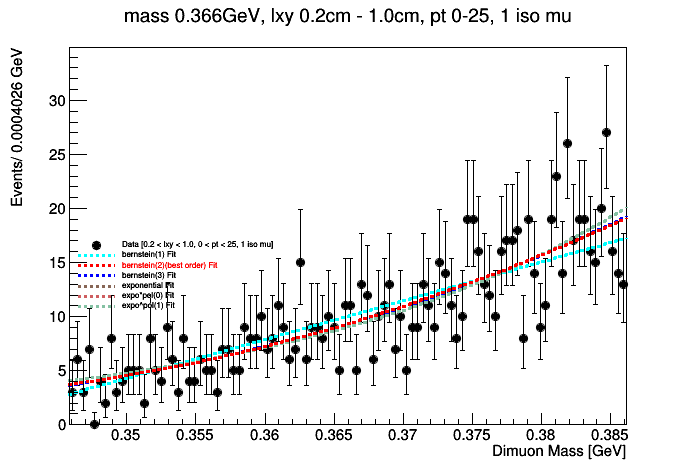 mass 0.366GeV, lxy 0.2cm - 1.0cm, pt 0-25, 1 iso mu
Events/ 0.0004026 GeV
30
25
20
15
10
5
0
Data [0.2 < lxy < 1.0, 0 < pt < 25, 1 iso mu]
bernstein(1) Fit
bernstein(2)(best order) Fit
bernstein(3) Fit
exponential Fit
expo*pol(0) Fit
expo*pol(1) Fit
0.35 0.355 0.36 0.365 0.37 0.375 0.38 0.385
Dimuon Mass [GeV]